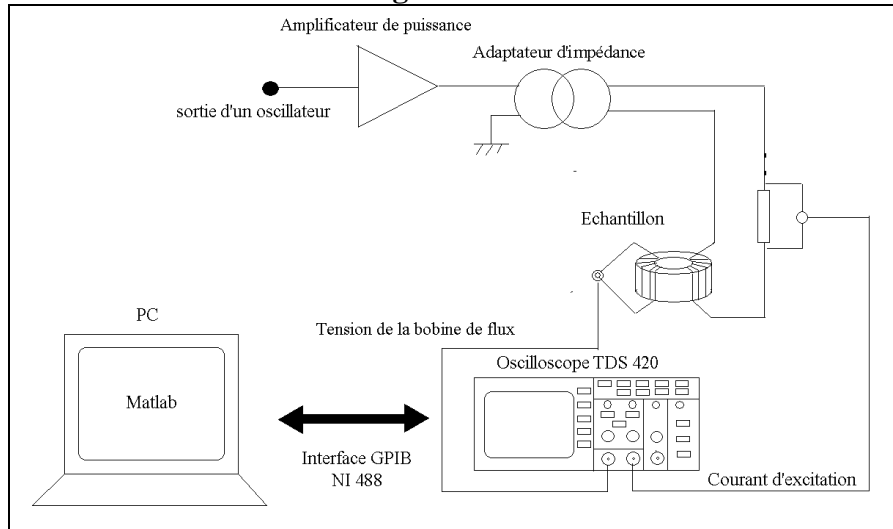 Amplificateur de puissance
Adaptateur d'impédance
sortie d'un oscillateur
Echantillon
PC
Tension de la bobine de flux
Oscilloscope TDS 420
Matlab
Interface GPIB
NI 488
Courant d'excitation